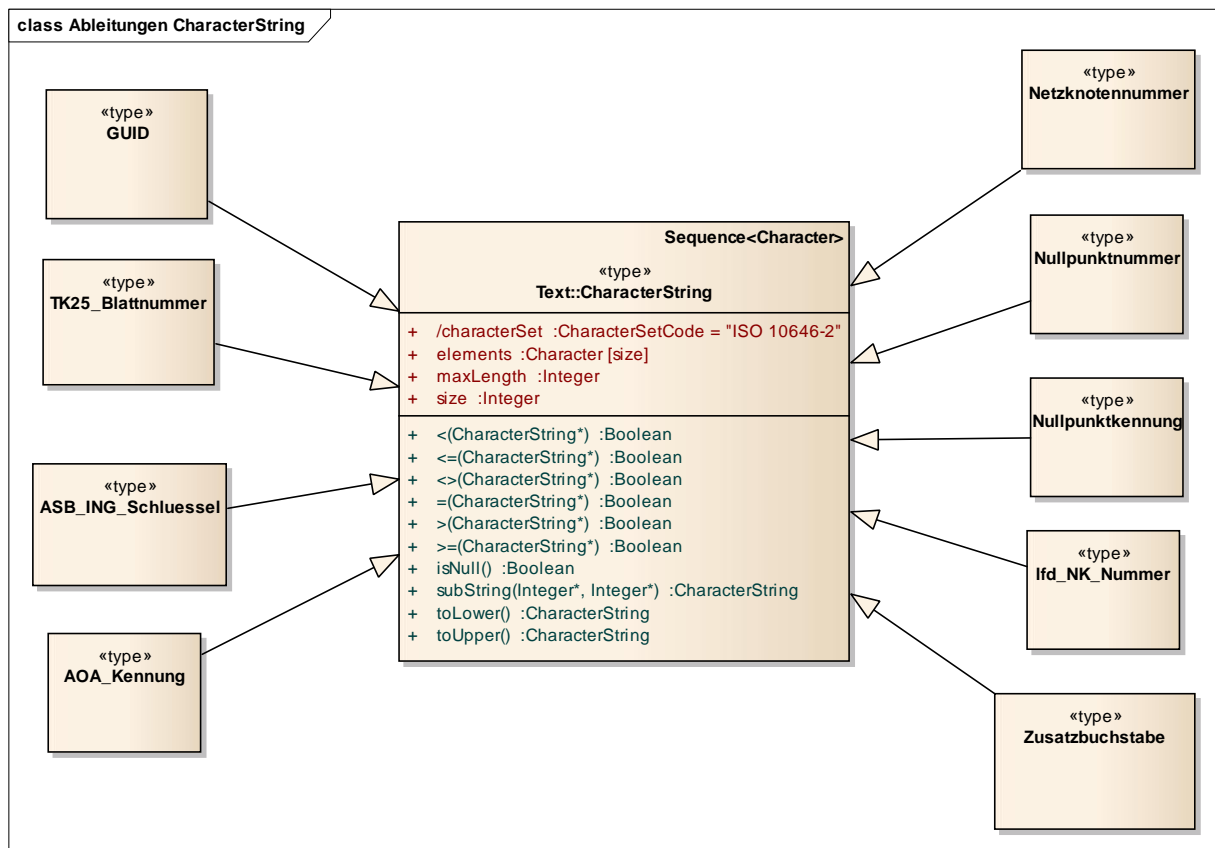 class Ableitungen CharacterString
«type»
GUID
«type»
TK25_Blattnummer
«type»
ASB_ING_Schluessel
«type»
AOA_Kennung
Sequence<Character>
«type»
Text::CharacterString
+ /characterSet :CharacterSetCode = "ISO 10646-2"
+ elements :Character [size]
+ maxLength :Integer
+ size :Integer
+ <(CharacterString*) :Boolean
+ <=(CharacterString*) :Boolean
+ <>(CharacterString*) :Boolean
+ =(CharacterString*) :Boolean
+ >(CharacterString*) :Boolean
+ >=(CharacterString*) :Boolean
+ isNull() :Boolean
+ subString(Integer*, Integer*) :CharacterString
+ toLower() :CharacterString
+ toUpper() :CharacterString
«type»
Netzknotennummer
«type»
Nullpunktnummer
«type»
Nullpunktkennung
«type»
lfd_NK_Nummer
«type»
Zusatzbuchstabe